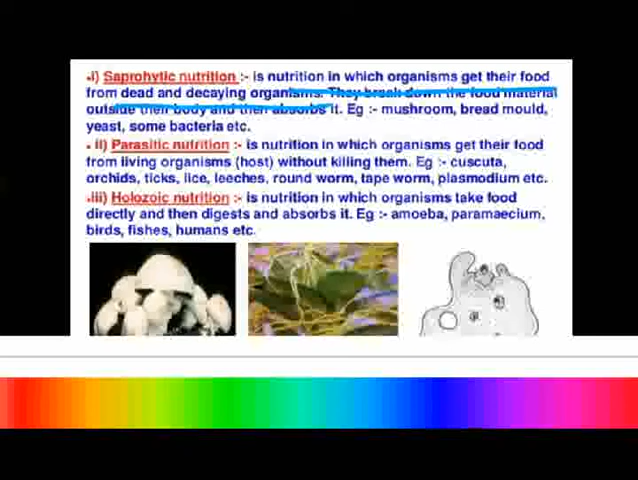 i) Saprohytic nutrition :- is nutrition in which organisms get their food
from dead and decaying organisms. They break down the food material
outside their body and then absorbs it. Eg :- mushroom, bread mould,
yeast, some bacteria etc.
ii) Parasitic nutrition :- is nutrition in which organisms get their food
from living organisms (host) without killing them. Eg :- cuscuta,
orchids, ticks, lice, leeches, round worm, tape worm, plasmodium etc.
iii) Holozoic nutrition :- is nutrition in which organisms take food
directly and then digests and absorbs it. Eg :- amoeba, paramaecium,
birds, fishes, humans etc.